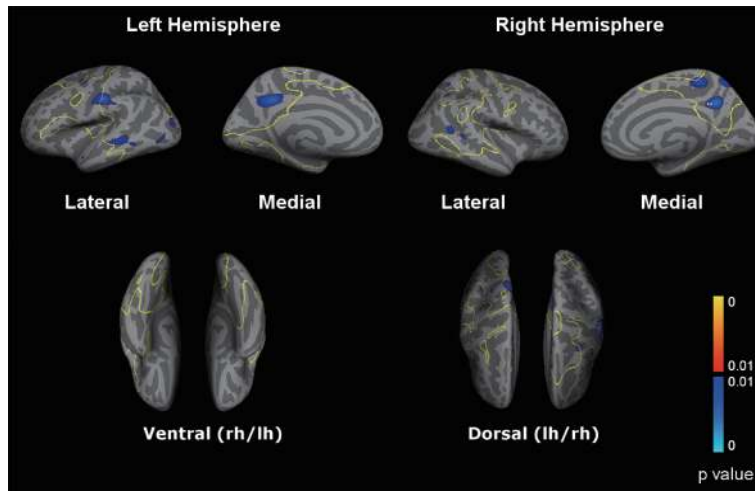 Left Hemisphere
Right Hemisphere
Lateral
Medial
Lateral
Medial
Ventral (rh/lh)
Dorsal (lh/rh)
0
0.01
0.01
0
p value